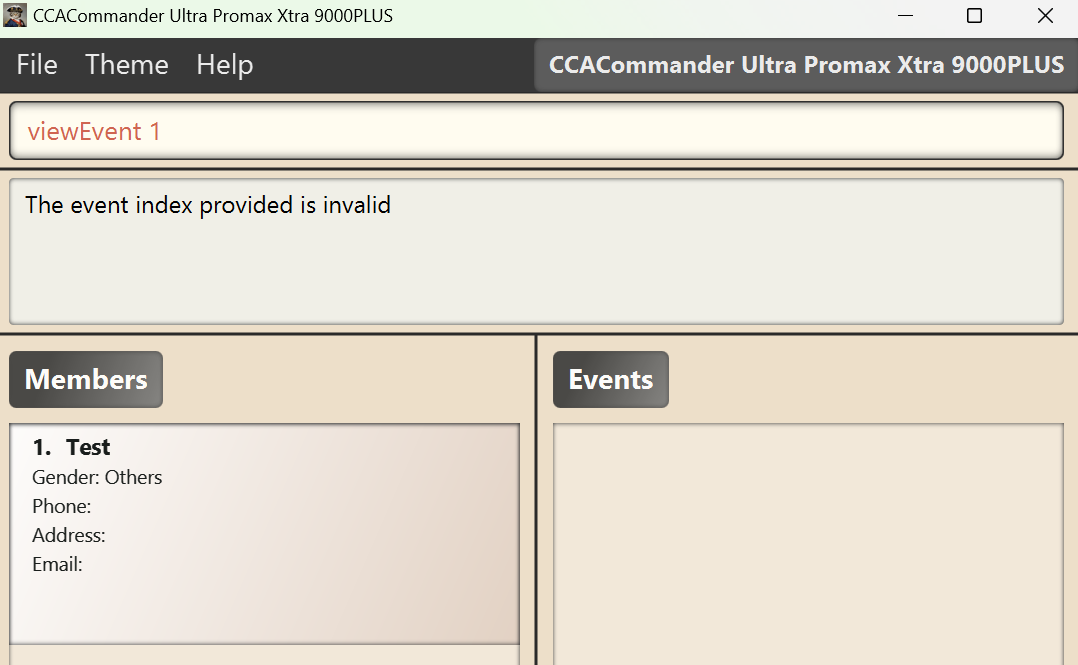 CCACommander Ultra Promax Xtra 9000PLUS
File Theme Help CCACommander Ultra Promax Xtra 9000PLUS
viewEvent 1
The event index provided is invalid
Members Events
1. Test
Gender: Others
Phone:
Address:
Email: